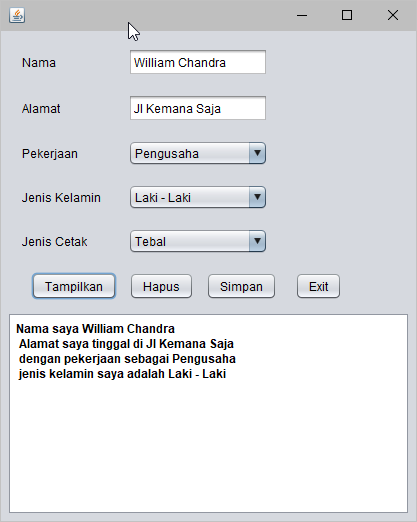 Nama William Chandra
Alamat Jl Kemana Saja
Pekerjaan Pengusaha
Jenis Kelamin Laki - Laki
Jenis Cetak Tebal
Tampilkan Hapus Simpan Exit
Nama saya William Chandra
Alamat saya tinggal di Jl Kemana Saja
dengan pekerjaan sebagai Pengusaha
jenis kelamin saya adalah Laki - Laki